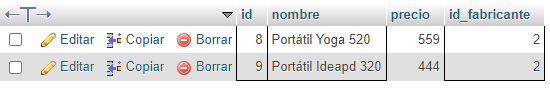 id nombre precio id_fabricante
Editar Copiar Borrar 8 Portátil Yoga 520 559 2
Editar Copiar Borrar 9 Portátil Ideapd 320 444 2